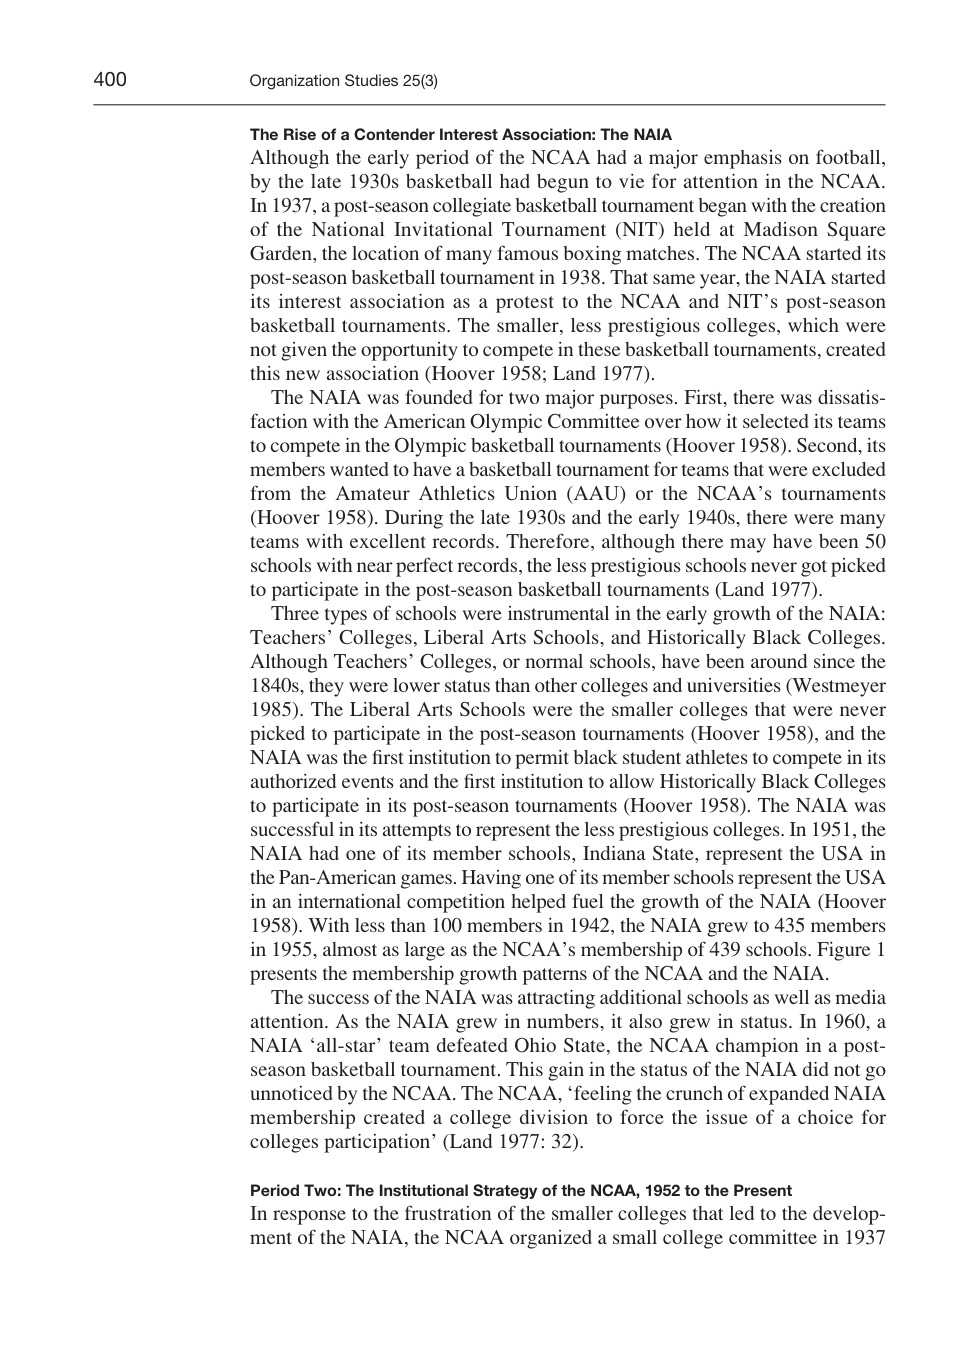 400
Organization Studies 25(3)
The Rise of a Contender Interest Association: The NAIA
Although the early period of the NCAA had a major emphasis on football,
by the late 1930s basketball had begun to vie for attention in the NCAA.
In 1937, a post-season collegiate basketball tournament began with the creation
of the National Invitational Tournament (NIT) held at Madison Square
Garden, the location of many famous boxing matches. The NCAA started its
post-season basketball tournament in 1938. That same year, the NAIA started
its interest association as a protest to the NCAA and NIT’s post-season
basketball tournaments. The smaller, less prestigious colleges, which were
not given the opportunity to compete in these basketball tournaments, created
this new association (Hoover 1958; Land 1977).
The NAIA was founded for two major purposes. First, there was dissatis-
faction with the American Olympic Committee over how it selected its teams
to compete in the Olympic basketball tournaments (Hoover 1958). Second, its
members wanted to have a basketball tournament for teams that were excluded
from the Amateur Athletics Union (AAU) or the NCAA’s tournaments
(Hoover 1958). During the late 1930s and the early 1940s, there were many
teams with excellent records. Therefore, although there may have been 50
schools with near perfect records, the less prestigious schools never got picked
to participate in the post-season basketball tournaments (Land 1977).
Three types of schools were instrumental in the early growth of the NAIA:
Teachers’ Colleges, Liberal Arts Schools, and Historically Black Colleges.
Although Teachers’ Colleges, or normal schools, have been around since the
1840s, they were lower status than other colleges and universities (Westmeyer
1985). The Liberal Arts Schools were the smaller colleges that were never
picked to participate in the post-season tournaments (Hoover 1958), and the
NAIA was the first institution to permit black student athletes to compete in its
authorized events and the first institution to allow Historically Black Colleges
to participate in its post-season tournaments (Hoover 1958). The NAIA was
successful in its attempts to represent the less prestigious colleges. In 1951, the
NAIA had one of its member schools, Indiana State, represent the USA in
the Pan-American games. Having one of its member schools represent the USA
in an international competition helped fuel the growth of the NAIA (Hoover
1958). With less than 100 members in 1942, the NAIA grew to 435 members
in 1955, almost as large as the NCAA’s membership of 439 schools. Figure 1
presents the membership growth patterns of the NCAA and the NAIA.
The success of the NAIA was attracting additional schools as well as media
attention. As the NAIA grew in numbers, it also grew in status. In 1960, a
NAIA ‘all-star’ team defeated Ohio State, the NCAA champion in a post-
season basketball tournament. This gain in the status of the NAIA did not go
unnoticed by the NCAA. The NCAA, ‘feeling the crunch of expanded NAIA
membership created a college division to force the issue of a choice for
colleges participation’ (Land 1977: 32).
Period Two: The Institutional Strategy of the NCAA, 1952 to the Present
In response to the frustration of the smaller colleges that led to the develop-
ment of the NAIA, the NCAA organized a small college committee in 1937